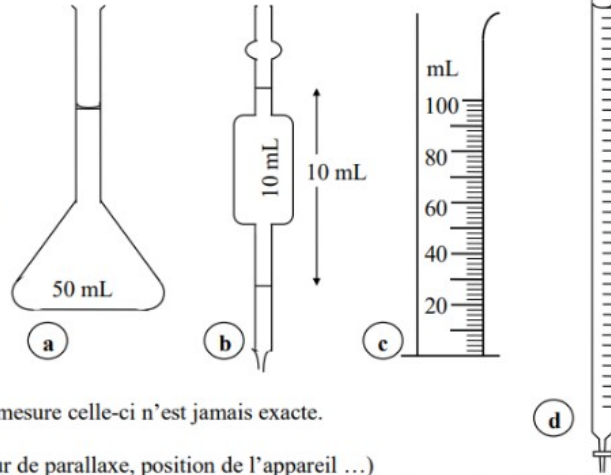 mL
100
80
60
40
20
10 mL
10 mL
50 mL
a
b
c
d
mesure celle-ci n'est jamais exacte.
de parallaxe, position de l'appareil …)